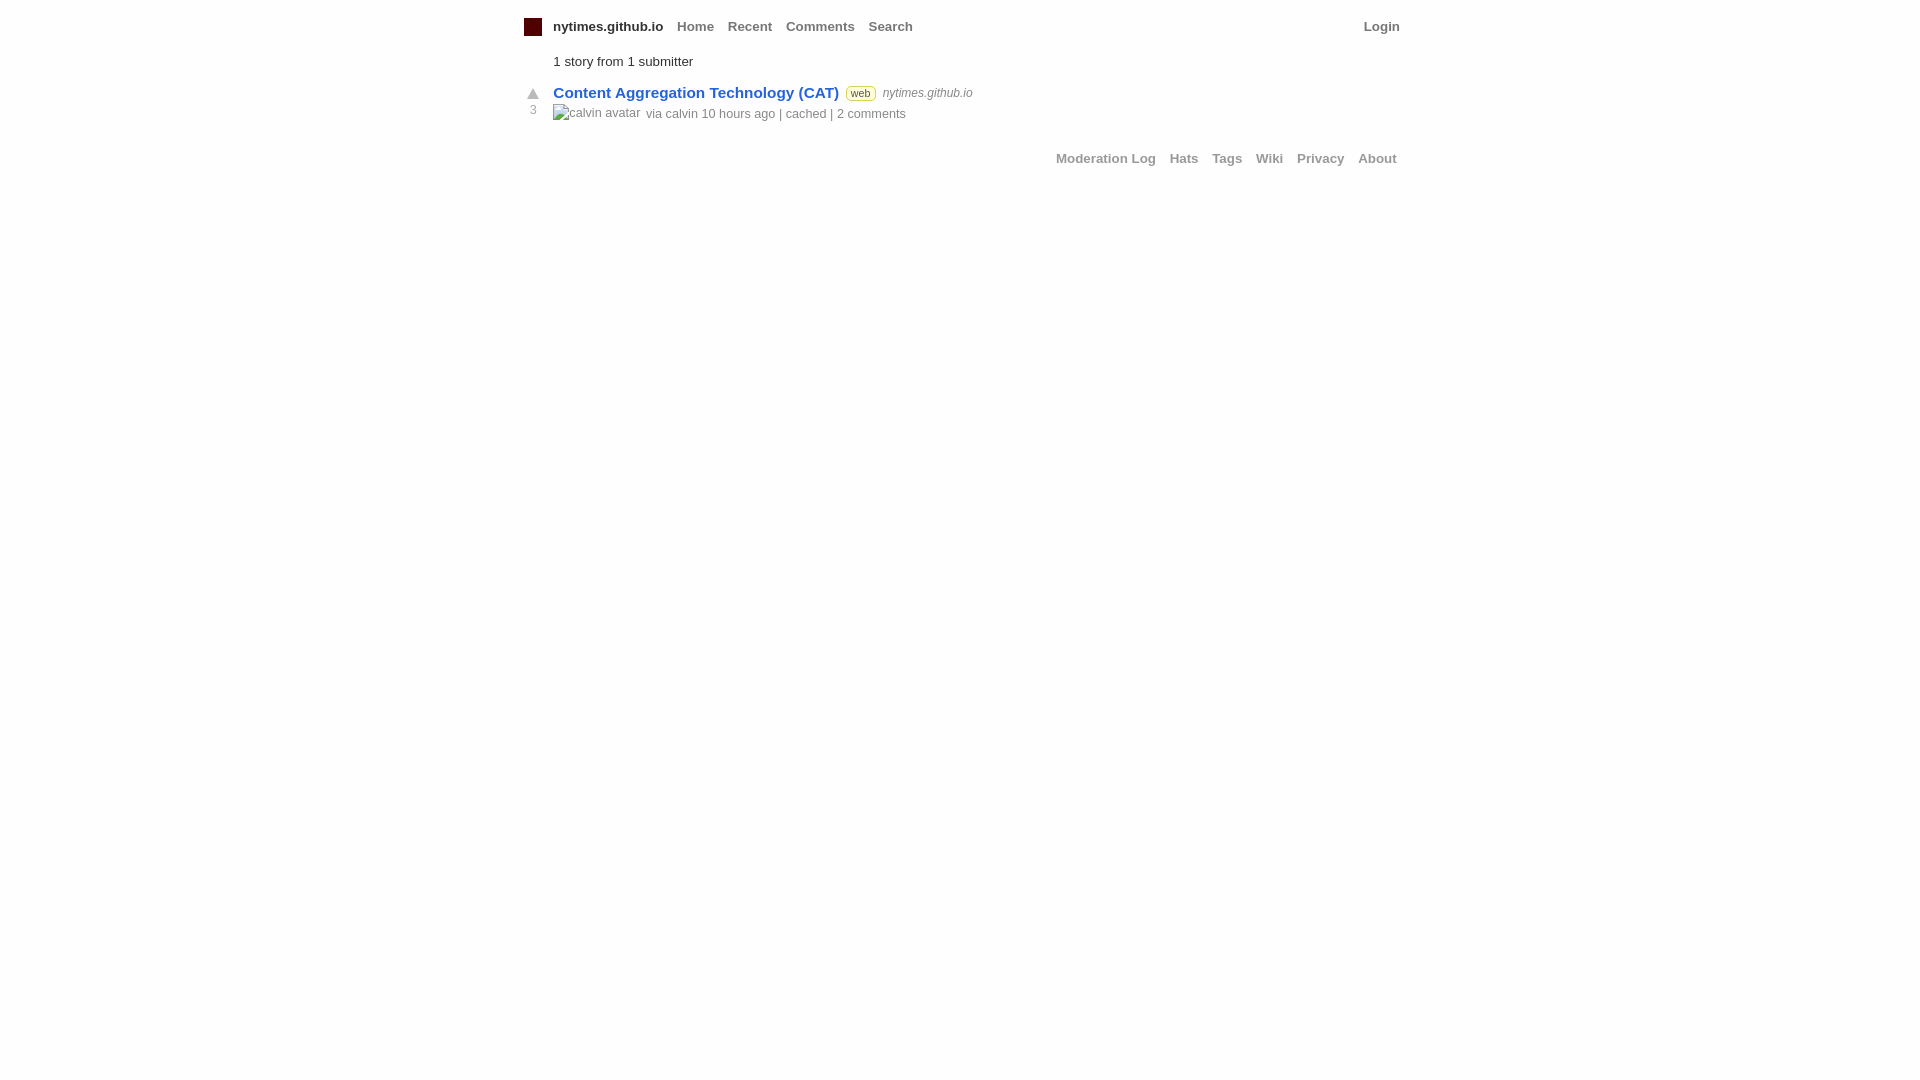 nytimes.github.io Home Recent Comments Search Login
1 story from 1 submitter
Content Aggregation Technology (CAT) web nytimes.github.io
3
calvin avatar via calvin 10 hours ago | cached | 2 comments
Moderation Log Hats Tags Wiki Privacy About